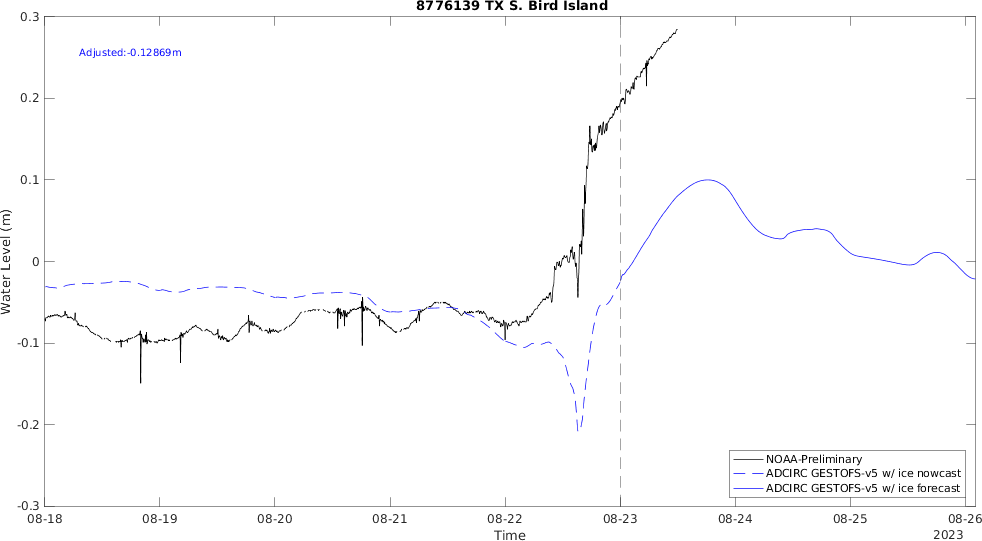 8776139 TX S. Bird Island
Adjusted:-0.12869m
0.3
0.2
0.1
0
-0.1
-0.2
-0.3
Water Level (m)
NOAA-Preliminary
ADCIRC GESTOFS-v5 w/ ice nowcast
ADCIRC GESTOFS-v5 w/ ice forecast
08-18 08-19 08-20 08-21 08-22 08-23 08-24 08-25 08-26
Time
2023